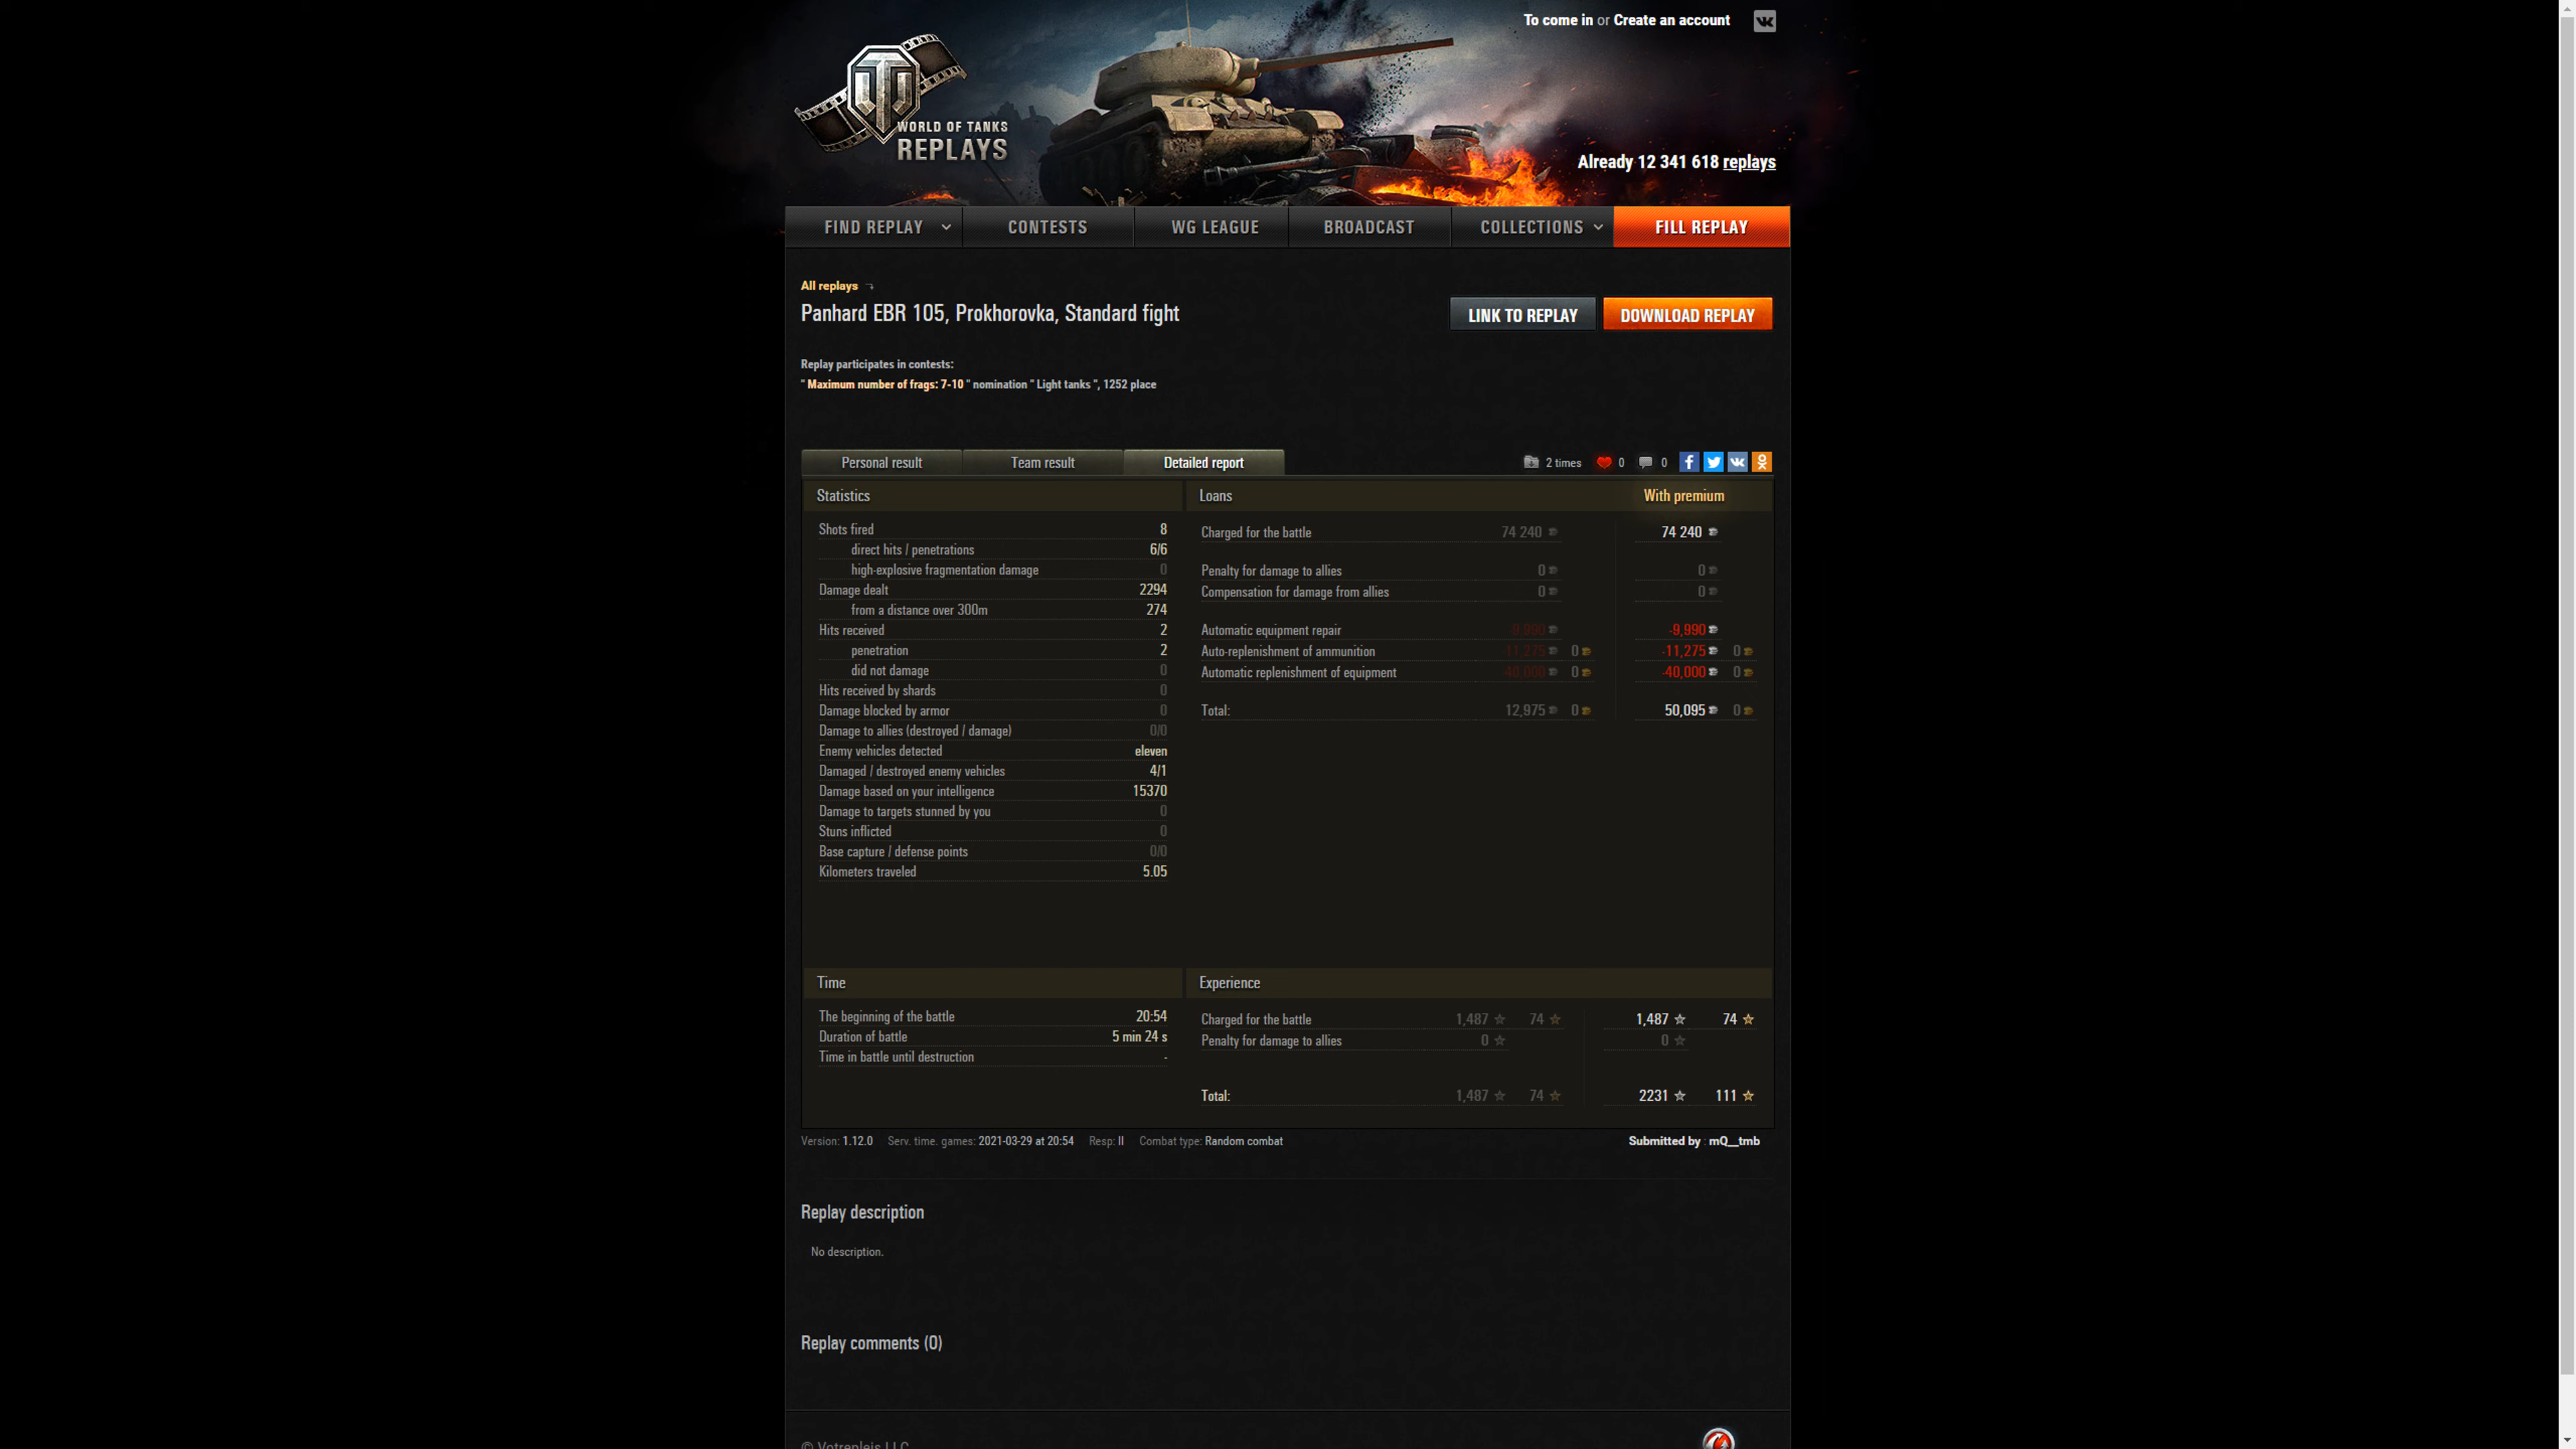 To come in or Create an account
WORLD OF TANKS
REPLAYS
Already 12 341 618 replays
FIND REPLAY
CONTESTS
WG LEAGUE
BROADCAST
COLLECTIONS
FILL REPLAY
All replays
Panhard EBR 105, Prokhorovka, Standard fight
LINK TO REPLAY
DOWNLOAD REPLAY
Replay participates in contests:
" Maximum number of frags: 7-10 " nomination " Light tanks ", 1252 place
Personal result
Team result
Detailed report
2 times
0
0
Statistics
Shots fired 8
direct hits / penetrations 6/6
high-explosive fragmentation damage 0
Damage dealt 2294
from a distance over 300m 274
Hits received 2
penetration 2
did not damage 0
Hits received by shards 0
Damage blocked by armor 0
Damage to allies (destroyed / damage) 0/0
Enemy vehicles detected eleven
Damaged / destroyed enemy vehicles 4/1
Damage based on your intelligence 15370
Damage to targets stunned by you 0
Stuns inflicted 0
Base capture / defense points 0/0
Kilometers traveled 5.05
Loans With premium
Charged for the battle 74 240 74 240
Penalty for damage to allies 0 0
Compensation for damage from allies 0 0
Automatic equipment repair -9,990 -9,990
Auto-replenishment of ammunition -11,275 0 -11,275 0
Automatic replenishment of equipment -40,000 0 -40,000 0
Total: 12,975 0 50,095 0
Time
The beginning of the battle 20:54
Duration of battle 5 min 24 s
Time in battle until destruction -
Experience
Charged for the battle 1,487 74 1,487 74
Penalty for damage to allies 0 0
Total: 1,487 74 2231 111
Version: 1.12.0 Serv. time. games: 2021-03-29 at 20:54 Resp: II Combat type: Random combat
Submitted by : mQ__tmb
Replay description
No description.
Replay comments (0)
© Votrepleis LLC